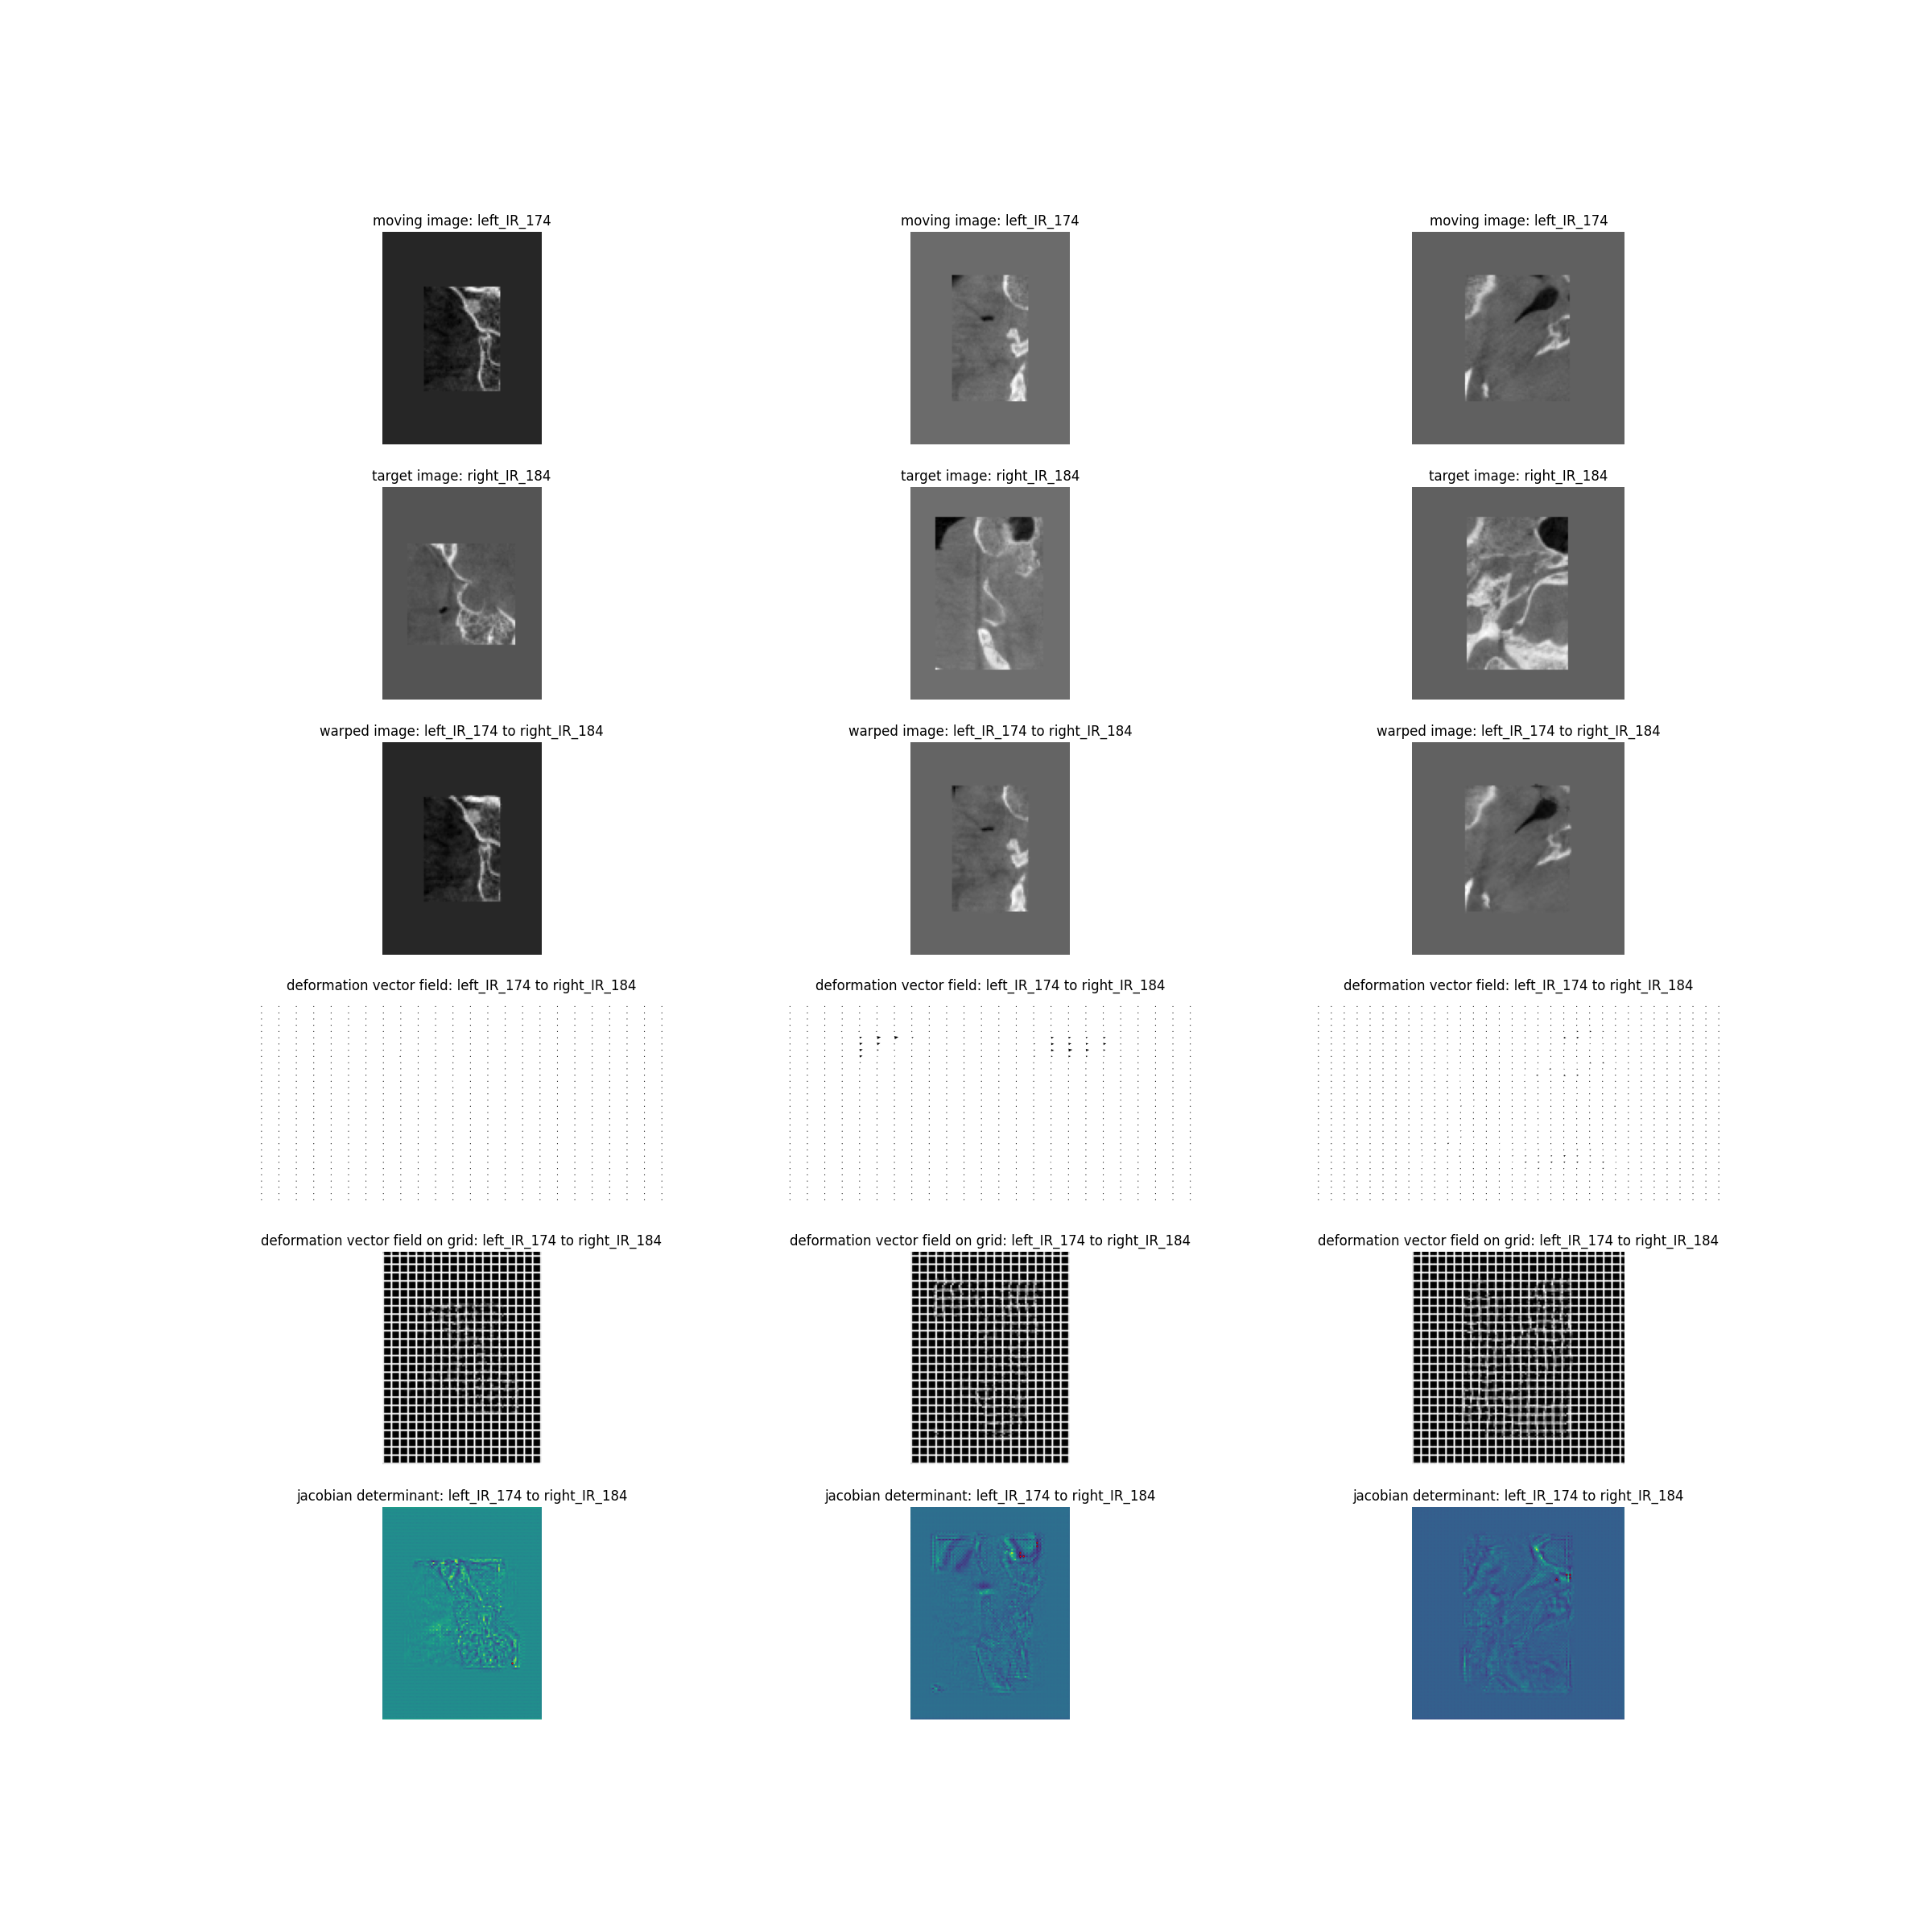 moving image: left_IR_174
moving image: left_IR_174
moving image: left_IR_174
target image: right_IR_184
target image: right_IR_184
target image: right_IR_184
warped image: left_IR_174 to right_IR_184
warped image: left_IR_174 to right_IR_184
warped image: left_IR_174 to right_IR_184
deformation vector field: left_IR_174 to right_IR_184
deformation vector field: left_IR_174 to right_IR_184
deformation vector field: left_IR_174 to right_IR_184
deformation vector field on grid: left_IR_174 to right_IR_184
deformation vector field on grid: left_IR_174 to right_IR_184
deformation vector field on grid: left_IR_174 to right_IR_184
jacobian determinant: left_IR_174 to right_IR_184
jacobian determinant: left_IR_174 to right_IR_184
jacobian determinant: left_IR_174 to right_IR_184